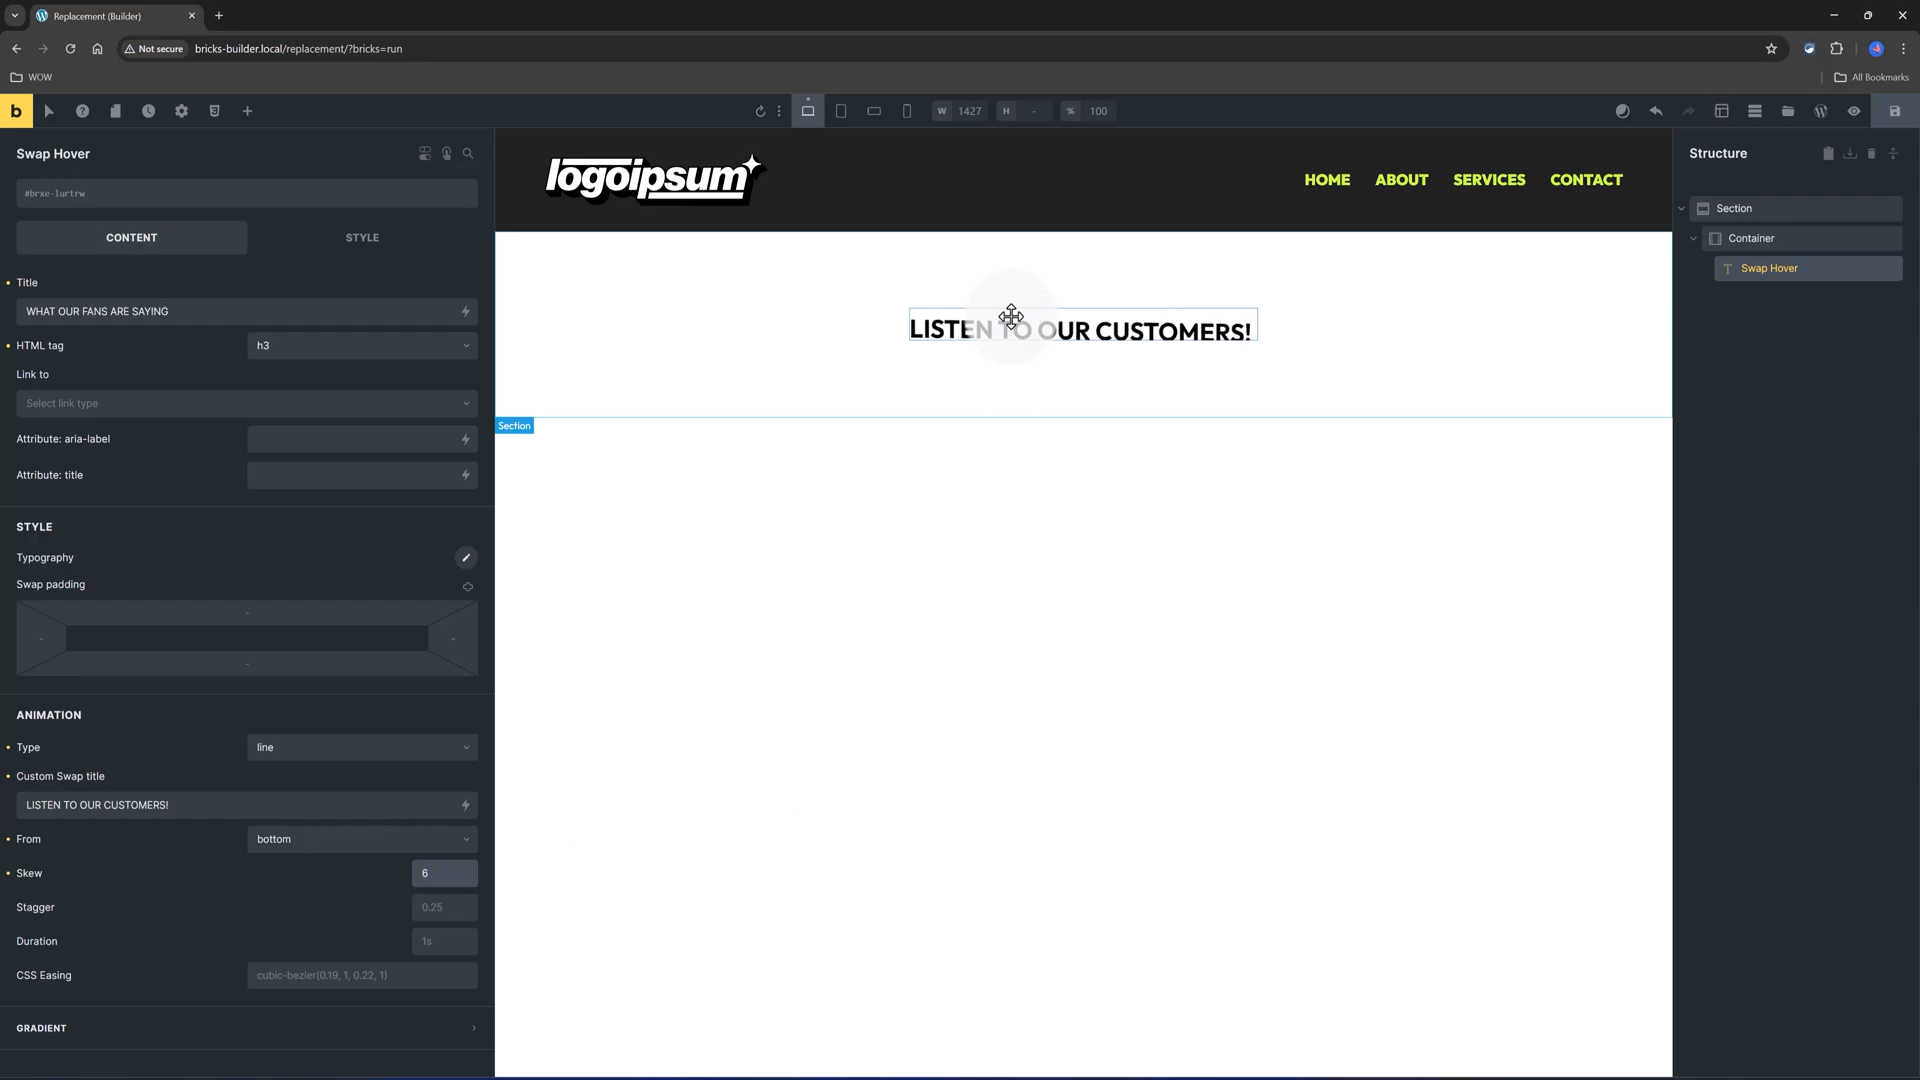 Replacement (Builder)
Not secure
bricks-builder.local/replacement/?bricks=run
WOW
All Bookmarks
b
W 1427
H -
% 100
Swap Hover
#brxe-lurtrw
CONTENT
STYLE
Title
WHAT OUR FANS ARE SAYING
HTML tag
h3
Link to
Select link type
Attribute: aria-label
Attribute: title
STYLE
Typography
Swap padding
-
-
-
-
ANIMATION
Type
line
Custom Swap title
LISTEN TO OUR CUSTOMERS!
From
bottom
Skew
6
Stagger
0.25
Duration
1s
CSS Easing
cubic-bezier(0.19, 1, 0.22, 1)
GRADIENT
logoipsum
HOME
ABOUT
SERVICES
CONTACT
LISTEN TO OUR CUSTOMERS!
Section
Structure
Section
Container
Swap Hover